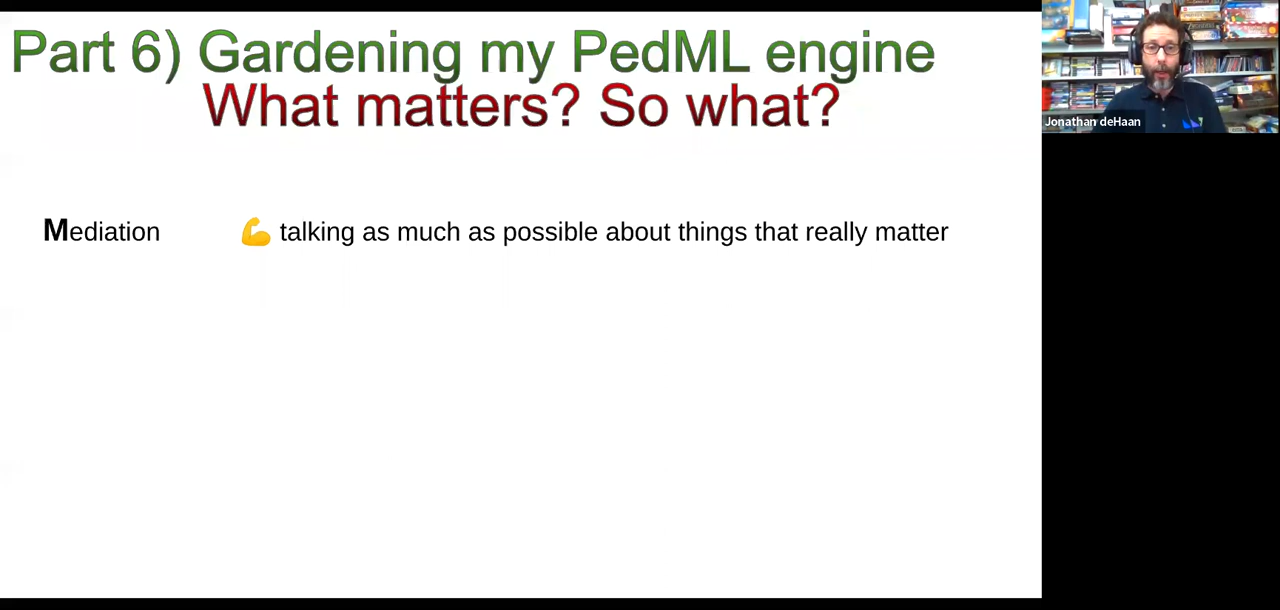 Part 6) Gardening my PedML engine
What matters? So what?
Mediation 💪 talking as much as possible about things that really matter
Jonathan deHaan